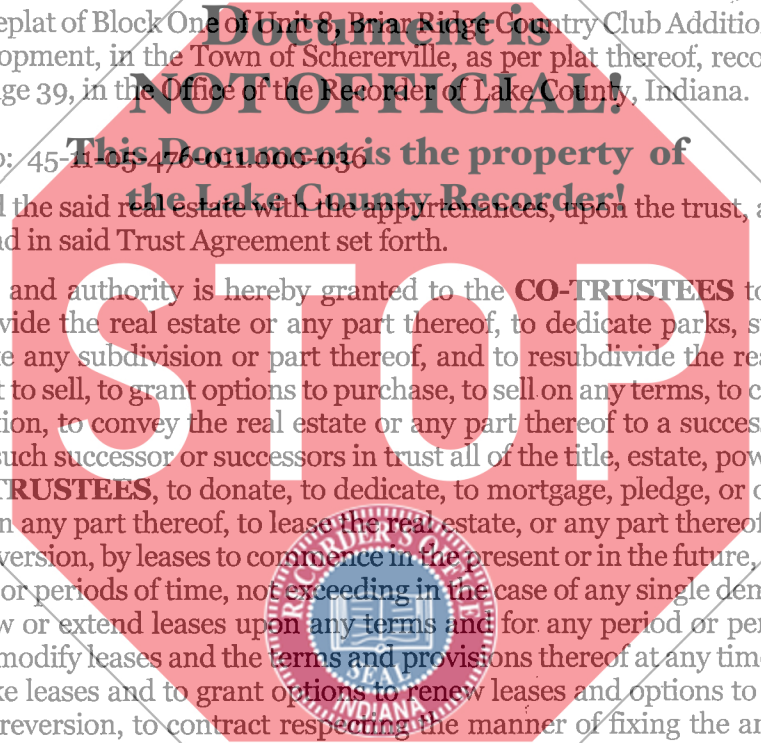 Document is
eplat of Block One of Unit 8, Briar Ridge Country Club Additio
opment, in the Town of Schererville, as per plat thereof, reco
NOT OFFICIAL!
ge 39, in the Office of the Recorder of Lake County, Indiana.
This Document is the property of
: 45-11-05-476-011.000-036
the Lake County Recorder!
l the said real estate with the appurtenances, upon the trust, a
nd in said Trust Agreement set forth.
and authority is hereby granted to the CO-TRUSTEES to
vide the real estate or any part thereof, to dedicate parks, s
te any subdivision or part thereof, and to resubdivide the rea
t to sell, to grant options to purchase, to sell on any terms, to c
tion, to convey the real estate or any part thereof to a succes
such successor or successors in trust all of the title, estate, pow
TRUSTEES, to donate, to dedicate, to mortgage, pledge, or o
n any part thereof, to lease the real estate, or any part thereof
version, by leases to commence in the present or in the future,
or periods of time, not exceeding in the case of any single dem
w or extend leases upon any terms and for any period or per
modify leases and the terms and provisions thereof at any tim
ke leases and to grant options to renew leases and options to
reversion, to contract respecting the manner of fixing the am
STOP
RECORDER'S OFFICE
SEAL
INDIANA